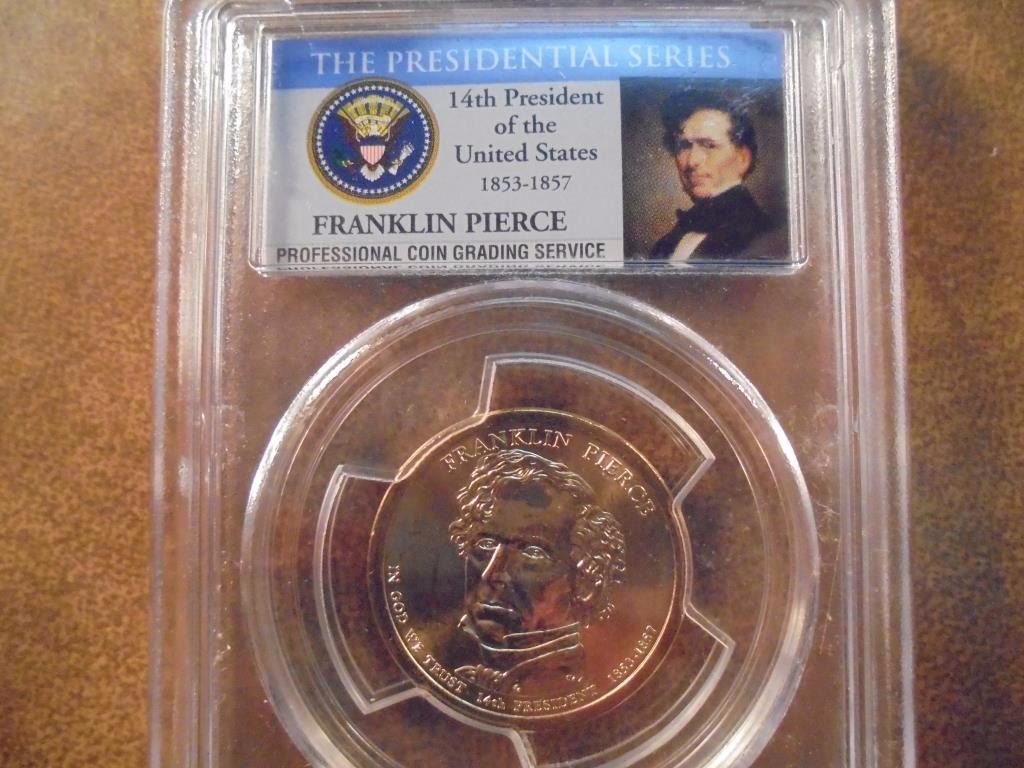 THE PRESIDENTIAL SERIES
14th President
of the
United States
1853-1857
FRANKLIN PIERCE
PROFESSIONAL COIN GRADING SERVICE
FRANKLIN PIERCE
IN GOD WE TRUST 14th PRESIDENT 1853-1857